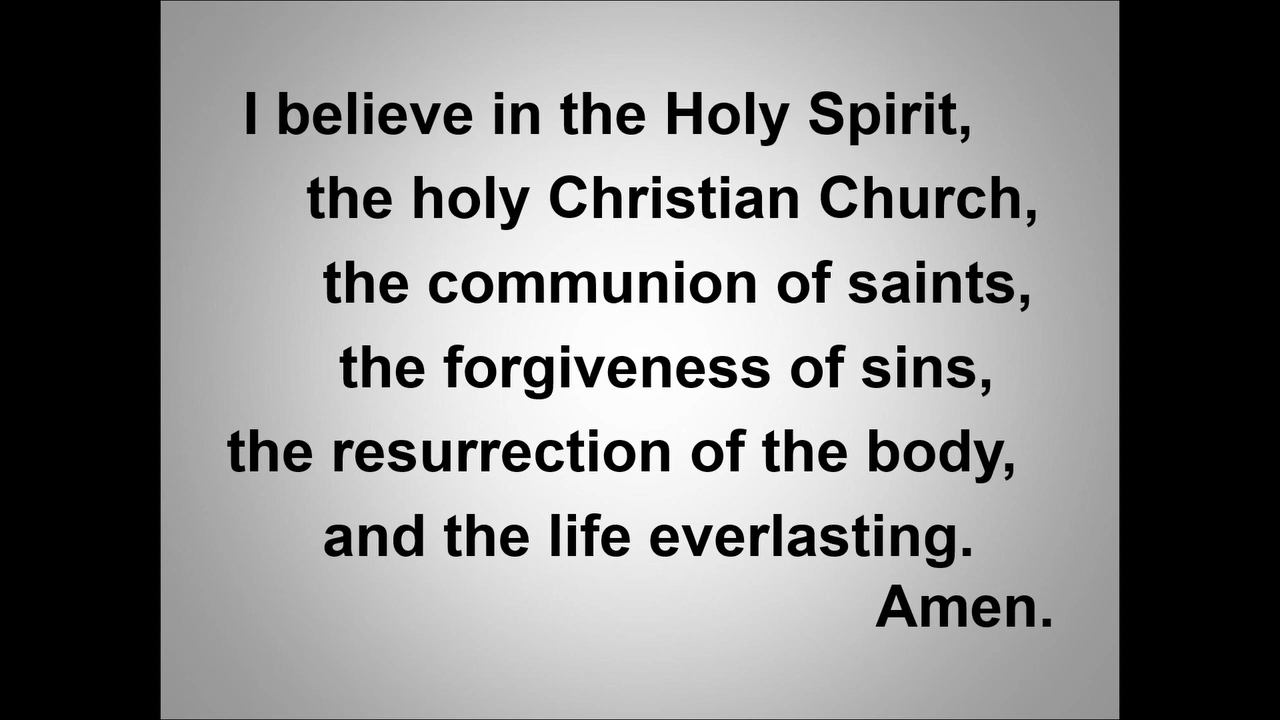 I believe in the Holy Spirit,
the holy Christian Church,
the communion of saints,
the forgiveness of sins,
the resurrection of the body,
and the life everlasting.
Amen.